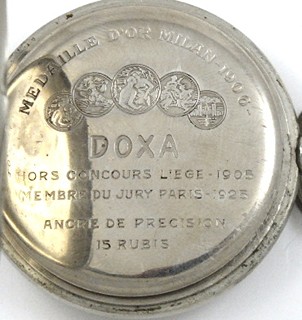 MEDAILLE D'OR MILAN-1906-
DOXA
HORS CONCOURS LIEGE-1905
MEMBRE DU JURY PARIS-1925
ANCRE DE PRECISION
15 RUBIS